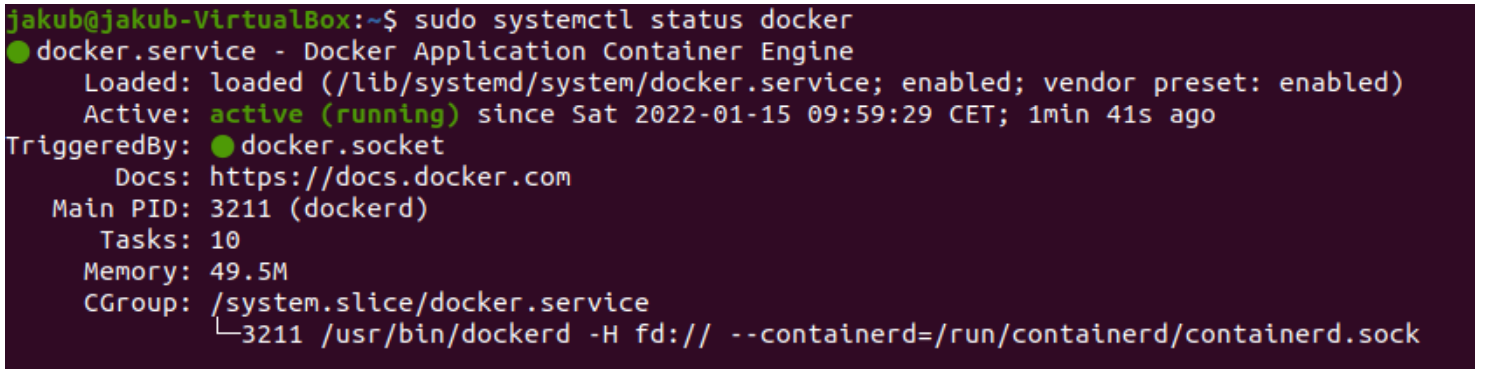 jakub@jakub-VirtualBox:~$ sudo systemctl status docker
● docker.service - Docker Application Container Engine
     Loaded: loaded (/lib/systemd/system/docker.service; enabled; vendor preset: enabled)
     Active: active (running) since Sat 2022-01-15 09:59:29 CET; 1min 41s ago
TriggeredBy: ● docker.socket
       Docs: https://docs.docker.com
   Main PID: 3211 (dockerd)
      Tasks: 10
     Memory: 49.5M
     CGroup: /system.slice/docker.service
             └─3211 /usr/bin/dockerd -H fd:// --containerd=/run/containerd/containerd.sock